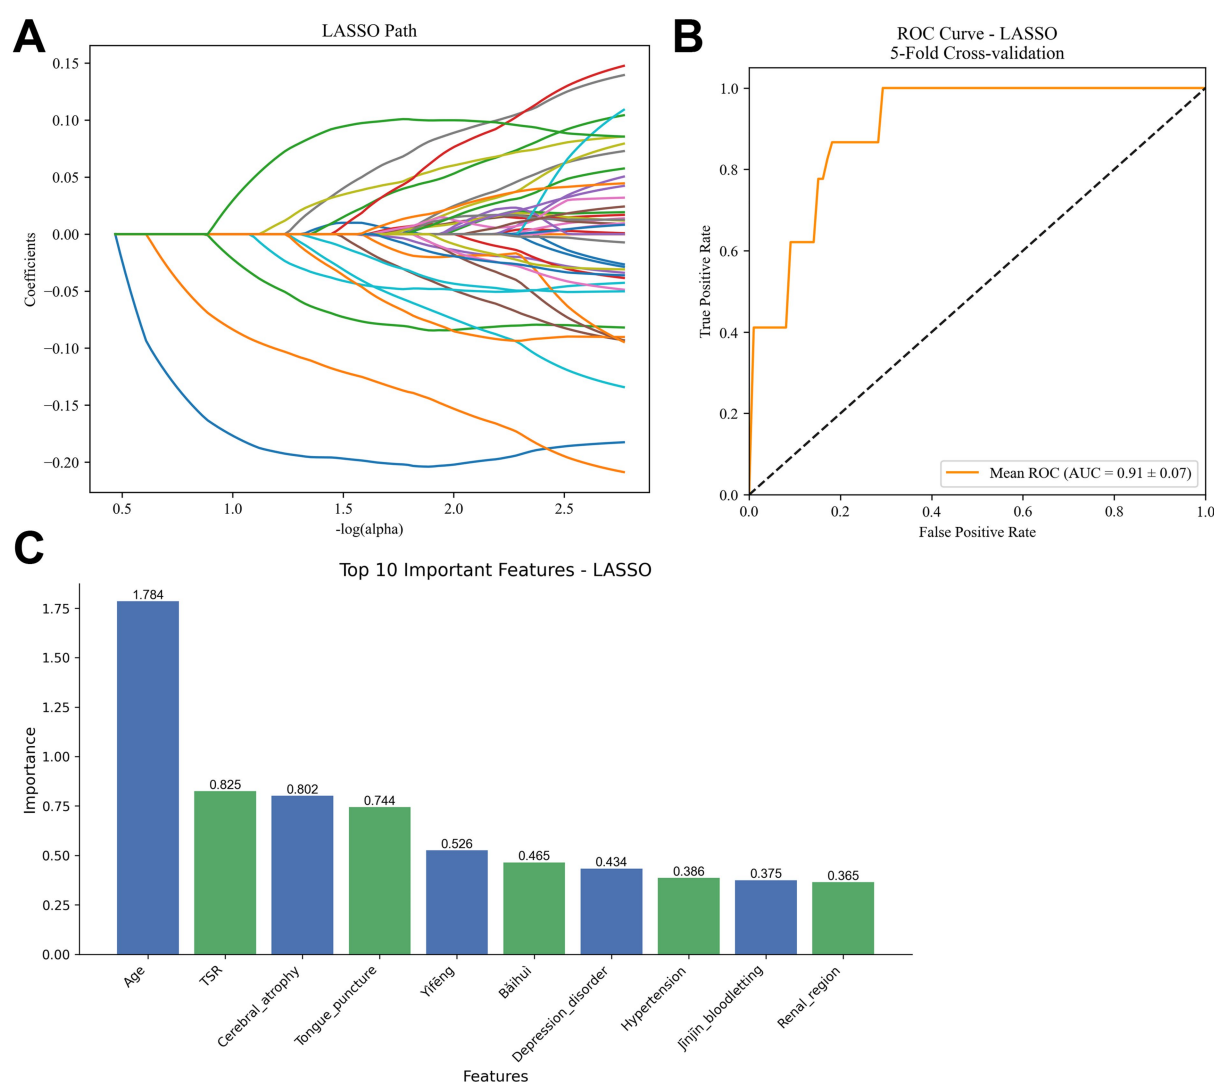 A
LASSO Path
Coefficients
0.15
0.10
0.05
0.00
−0.05
−0.10
−0.15
−0.20
0.5 1.0 1.5 2.0 2.5
-log(alpha)
B
ROC Curve - LASSO
5-Fold Cross-validation
True Positive Rate
1.0
0.8
0.6
0.4
0.2
0.0
Mean ROC (AUC = 0.91 ± 0.07)
0.0 0.2 0.4 0.6 0.8 1.0
False Positive Rate
C
Top 10 Important Features - LASSO
Importance
1.75
1.50
1.25
1.00
0.75
0.50
0.25
0.00
1.784
0.825
0.802
0.744
0.526
0.465
0.434
0.386
0.375
0.365
Age
TSR
Cerebral_atrophy
Tongue_puncture
Yìfēng
Bǎihuì
Depression_disorder
Hypertension
Jīnjīn_bloodletting
Renal_region
Features